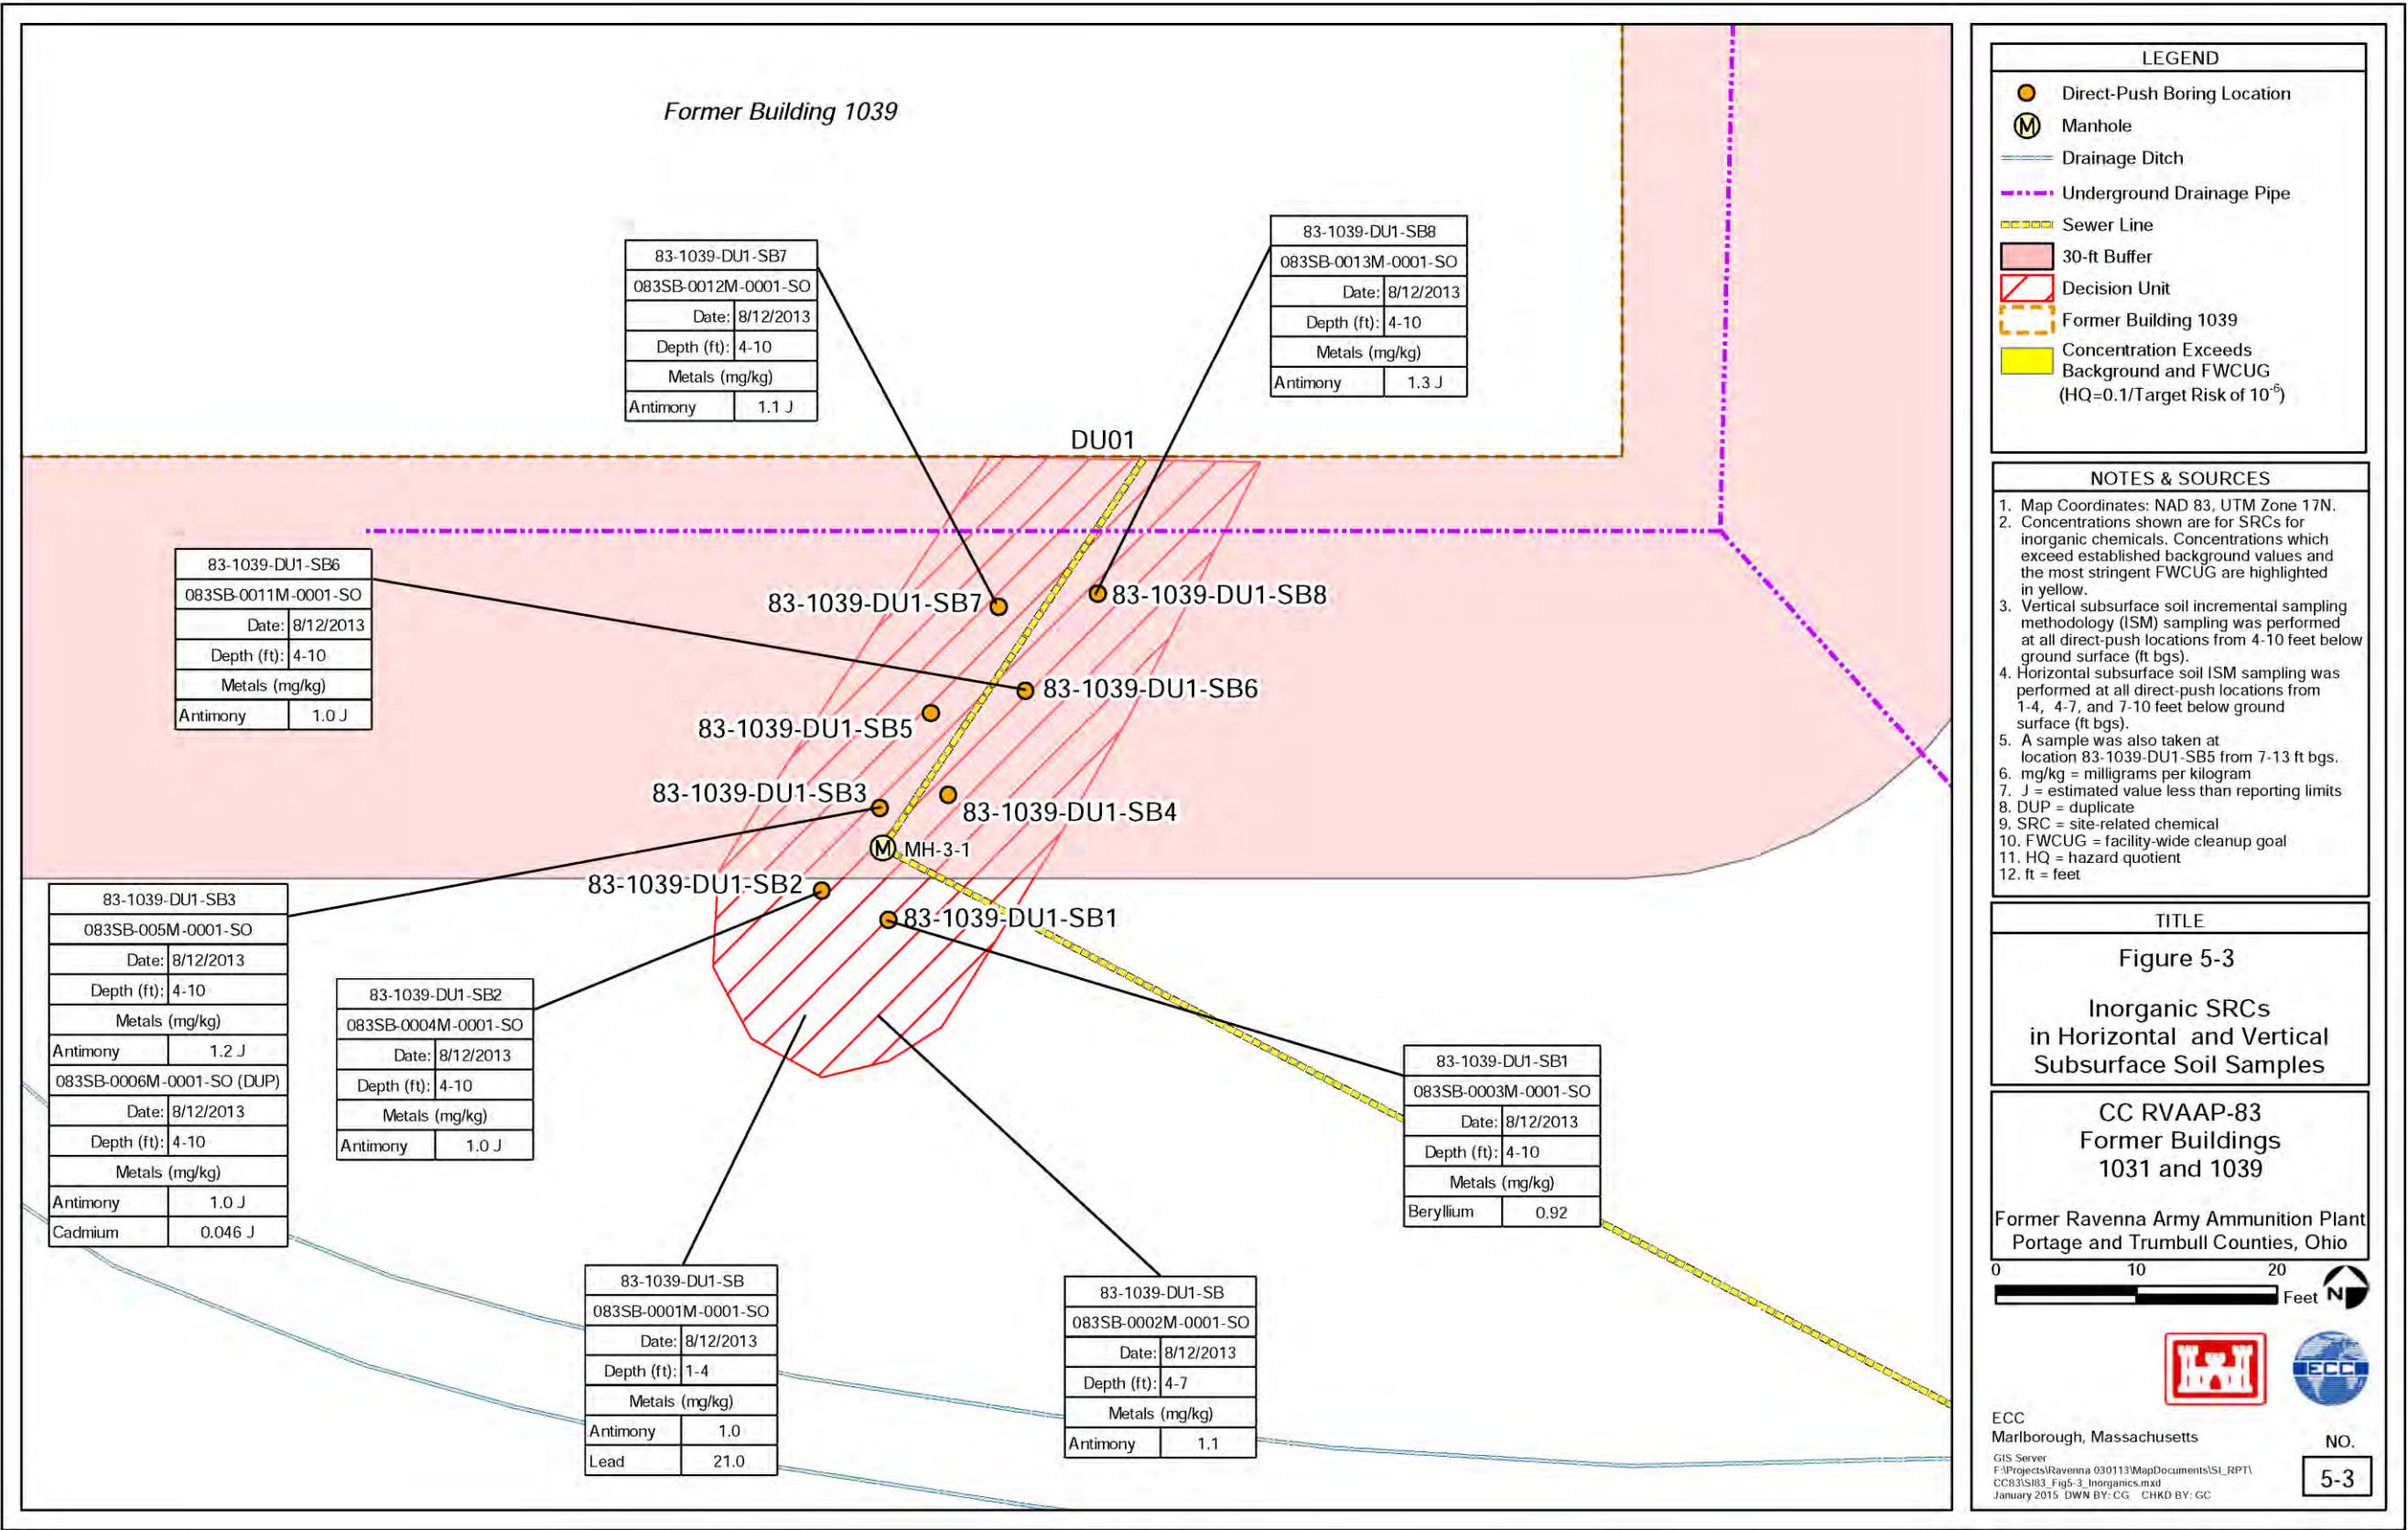 Former Building 1039
83-1039-DU1-SB7
083SB-0012M-0001-SO
Date: 8/12/2013
Depth (ft): 4-10
Metals (mg/kg)
Antimony 1.1 J
83-1039-DU1-SB8
083SB-0013M-0001-SO
Date: 8/12/2013
Depth (ft): 4-10
Metals (mg/kg)
Antimony 1.3 J
DU01
83-1039-DU1-SB6
083SB-0011M-0001-SO
Date: 8/12/2013
Depth (ft): 4-10
Metals (mg/kg)
Antimony 1.0 J
83-1039-DU1-SB7
83-1039-DU1-SB8
83-1039-DU1-SB6
83-1039-DU1-SB5
83-1039-DU1-SB3
83-1039-DU1-SB4
M MH-3-1
83-1039-DU1-SB2
83-1039-DU1-SB1
83-1039-DU1-SB3
083SB-005M-0001-SO
Date: 8/12/2013
Depth (ft): 4-10
Metals (mg/kg)
Antimony 1.2 J
083SB-0006M-0001-SO (DUP)
Date: 8/12/2013
Depth (ft): 4-10
Metals (mg/kg)
Antimony 1.0 J
Cadmium 0.046 J
83-1039-DU1-SB2
083SB-0004M-0001-SO
Date: 8/12/2013
Depth (ft): 4-10
Metals (mg/kg)
Antimony 1.0 J
83-1039-DU1-SB1
083SB-0003M-0001-SO
Date: 8/12/2013
Depth (ft): 4-10
Metals (mg/kg)
Beryllium 0.92
83-1039-DU1-SB
083SB-0001M-0001-SO
Date: 8/12/2013
Depth (ft): 1-4
Metals (mg/kg)
Antimony 1.0
Lead 21.0
83-1039-DU1-SB
083SB-0002M-0001-SO
Date: 8/12/2013
Depth (ft): 4-7
Metals (mg/kg)
Antimony 1.1
LEGEND
Direct-Push Boring Location
M Manhole
Drainage Ditch
Underground Drainage Pipe
Sewer Line
30-ft Buffer
Decision Unit
Former Building 1039
Concentration Exceeds
Background and FWCUG
(HQ=0.1/Target Risk of 10⁻⁶)
NOTES & SOURCES
1. Map Coordinates: NAD 83, UTM Zone 17N.
2. Concentrations shown are for SRCs for
inorganic chemicals. Concentrations which
exceed established background values and
the most stringent FWCUG are highlighted
in yellow.
3. Vertical subsurface soil incremental sampling
methodology (ISM) sampling was performed
at all direct-push locations from 4-10 feet below
ground surface (ft bgs).
4. Horizontal subsurface soil ISM sampling was
performed at all direct-push locations from
1-4, 4-7, and 7-10 feet below ground
surface (ft bgs).
5. A sample was also taken at
location 83-1039-DU1-SB5 from 7-13 ft bgs.
6. mg/kg = milligrams per kilogram
7. J = estimated value less than reporting limits
8. DUP = duplicate
9. SRC = site-related chemical
10. FWCUG = facility-wide cleanup goal
11. HQ = hazard quotient
12. ft = feet
TITLE
Figure 5-3
Inorganic SRCs
in Horizontal and Vertical
Subsurface Soil Samples
CC RVAAP-83
Former Buildings
1031 and 1039
Former Ravenna Army Ammunition Plant
Portage and Trumbull Counties, Ohio
0 10 20
Feet N
ECC
ECC
Marlborough, Massachusetts
GIS Server
F:\Projects\Ravenna 030113\MapDocuments\SI_RPT\
CC83\SI83_Fig5-3_Inorganics.mxd
January 2015 DWN BY: CG CHKD BY: GC
NO.
5-3